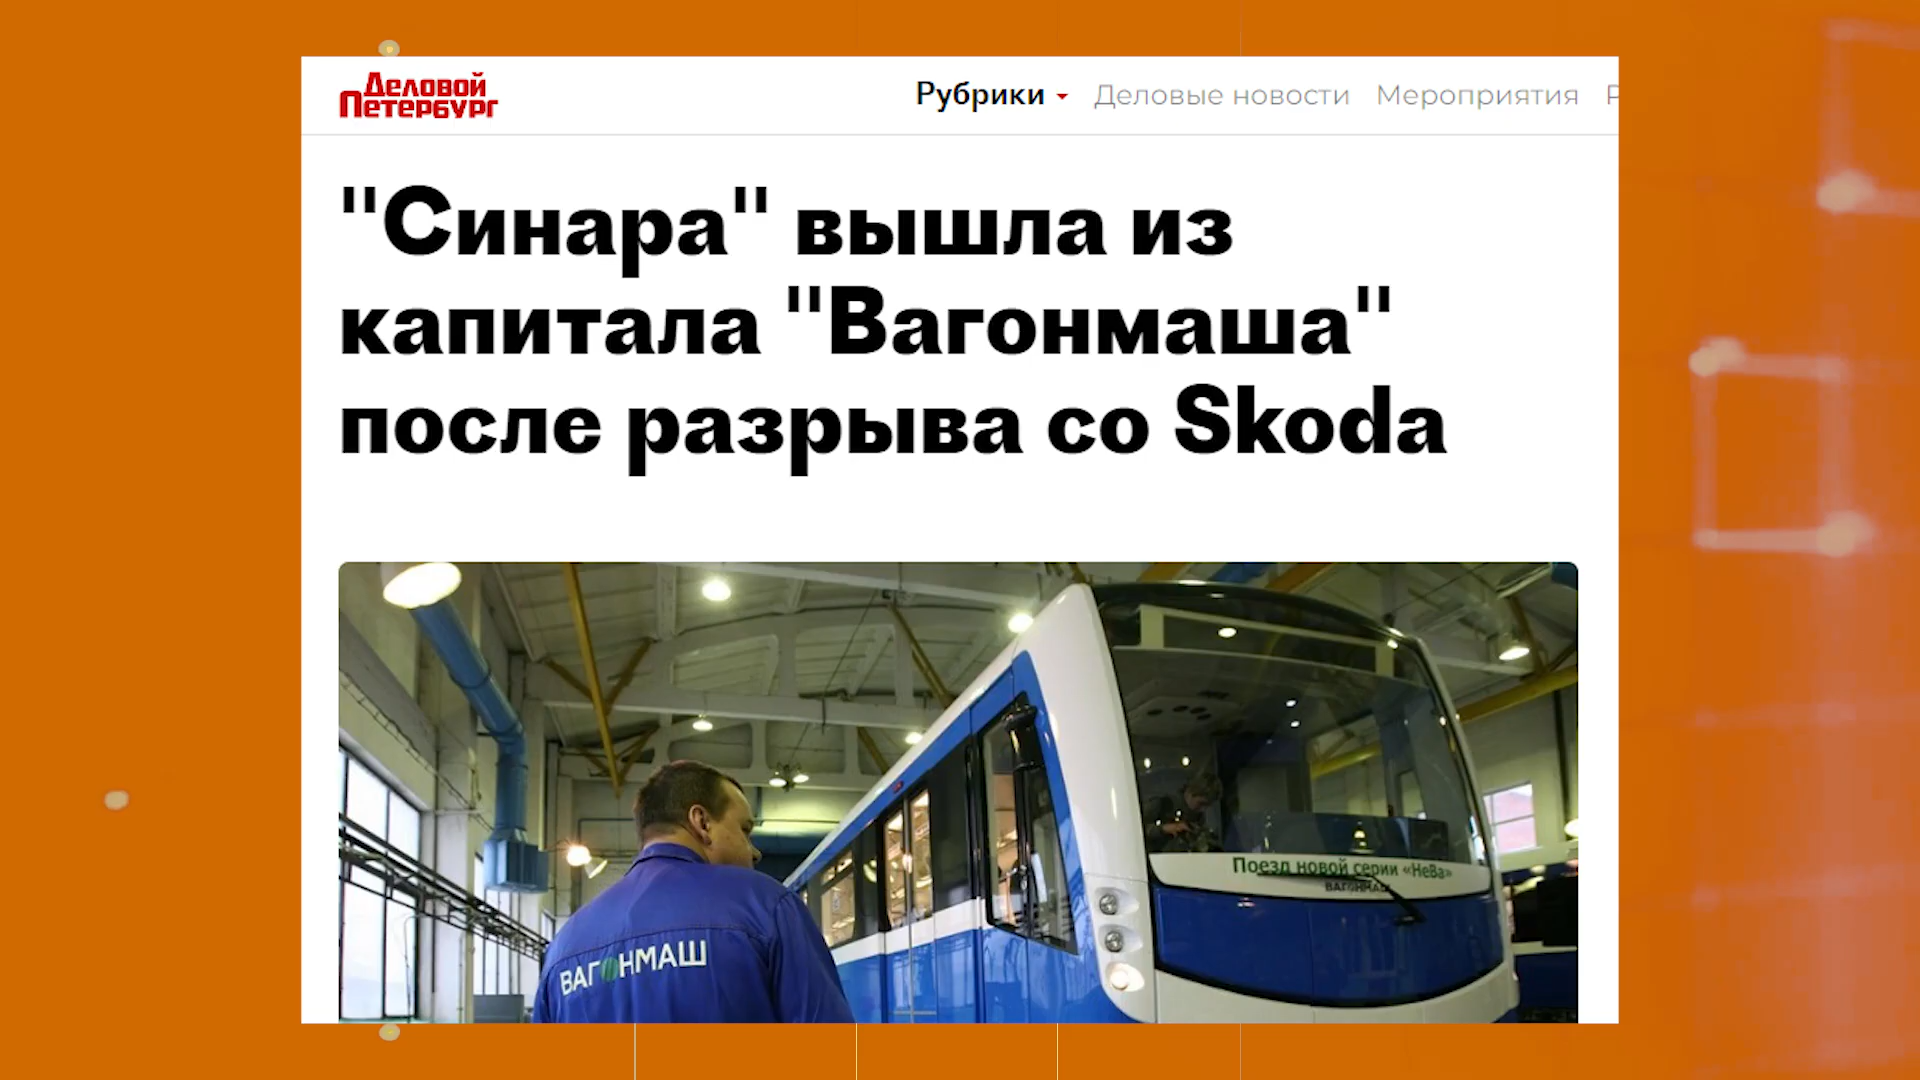 Деловой
Петербург
Рубрики
Деловые новости
Мероприятия
"Синара" вышла из
капитала "Вагонмаша"
после разрыва со Skoda
Поезд новой серии «НеВа»
ВАГОНМАШ
ВАГОНМАШ